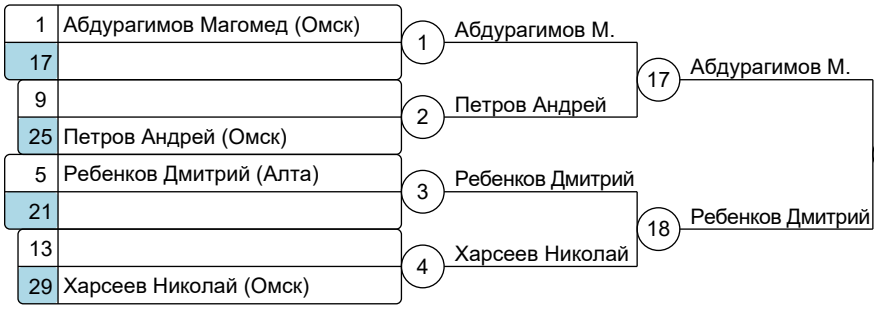 1 Абдурагимов Магомед (Омск)
17
9
25 Петров Андрей (Омск)
5 Ребенков Дмитрий (Алта)
21
13
29 Харсеев Николай (Омск)
1 Абдурагимов М.
2 Петров Андрей
3 Ребенков Дмитрий
4 Харсеев Николай
17 Абдурагимов М.
18 Ребенков Дмитрий